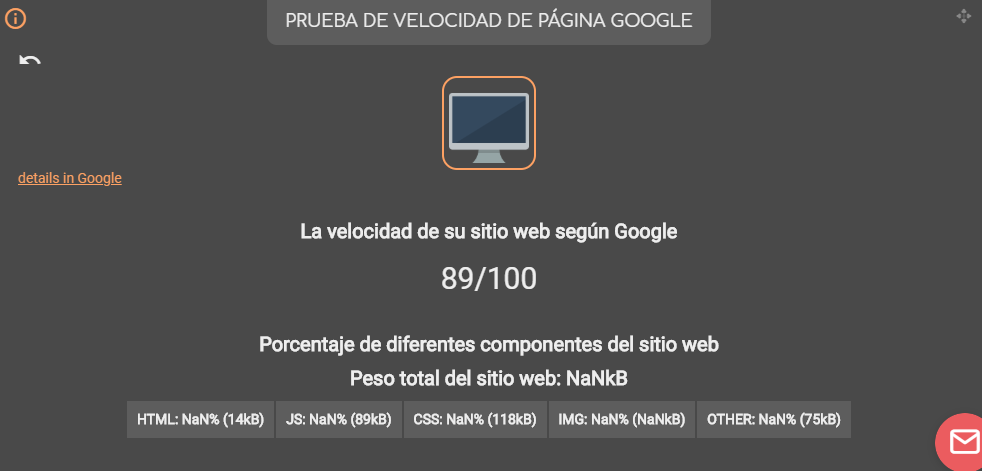 PRUEBA DE VELOCIDAD DE PÁGINA GOOGLE
details in Google
La velocidad de su sitio web según Google
89/100
Porcentaje de diferentes componentes del sitio web
Peso total del sitio web: NaNkB
HTML: NaN% (14kB) JS: NaN% (89kB) CSS: NaN% (118kB) IMG: NaN% (NaNkB) OTHER: NaN% (75kB)